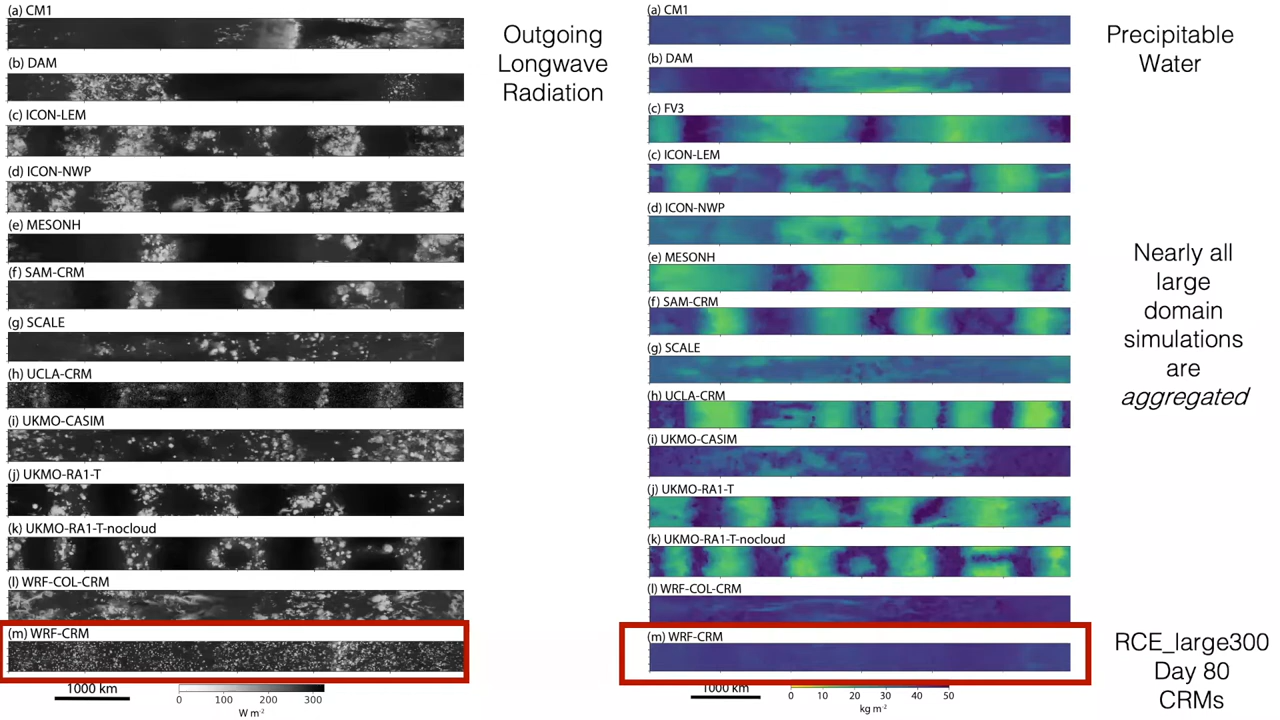 (a) CM1
(b) DAM
(c) ICON-LEM
(d) ICON-NWP
(e) MESONH
(f) SAM-CRM
(g) SCALE
(h) UCLA-CRM
(i) UKMO-CASIM
(j) UKMO-RA1-T
(k) UKMO-RA1-T-nocloud
(l) WRF-COL-CRM
(m) WRF-CRM
1000 km
0 100 200 300
W m-2
Outgoing
Longwave
Radiation
(a) CM1
(b) DAM
(c) FV3
(c) ICON-LEM
(d) ICON-NWP
(e) MESONH
(f) SAM-CRM
(g) SCALE
(h) UCLA-CRM
(i) UKMO-CASIM
(j) UKMO-RA1-T
(k) UKMO-RA1-T-nocloud
(l) WRF-COL-CRM
(m) WRF-CRM
1000 km
0 10 20 30 40 50
kg m-2
Precipitable
Water
Nearly all
large
domain
simulations
are
aggregated
RCE_large300
Day 80
CRMs